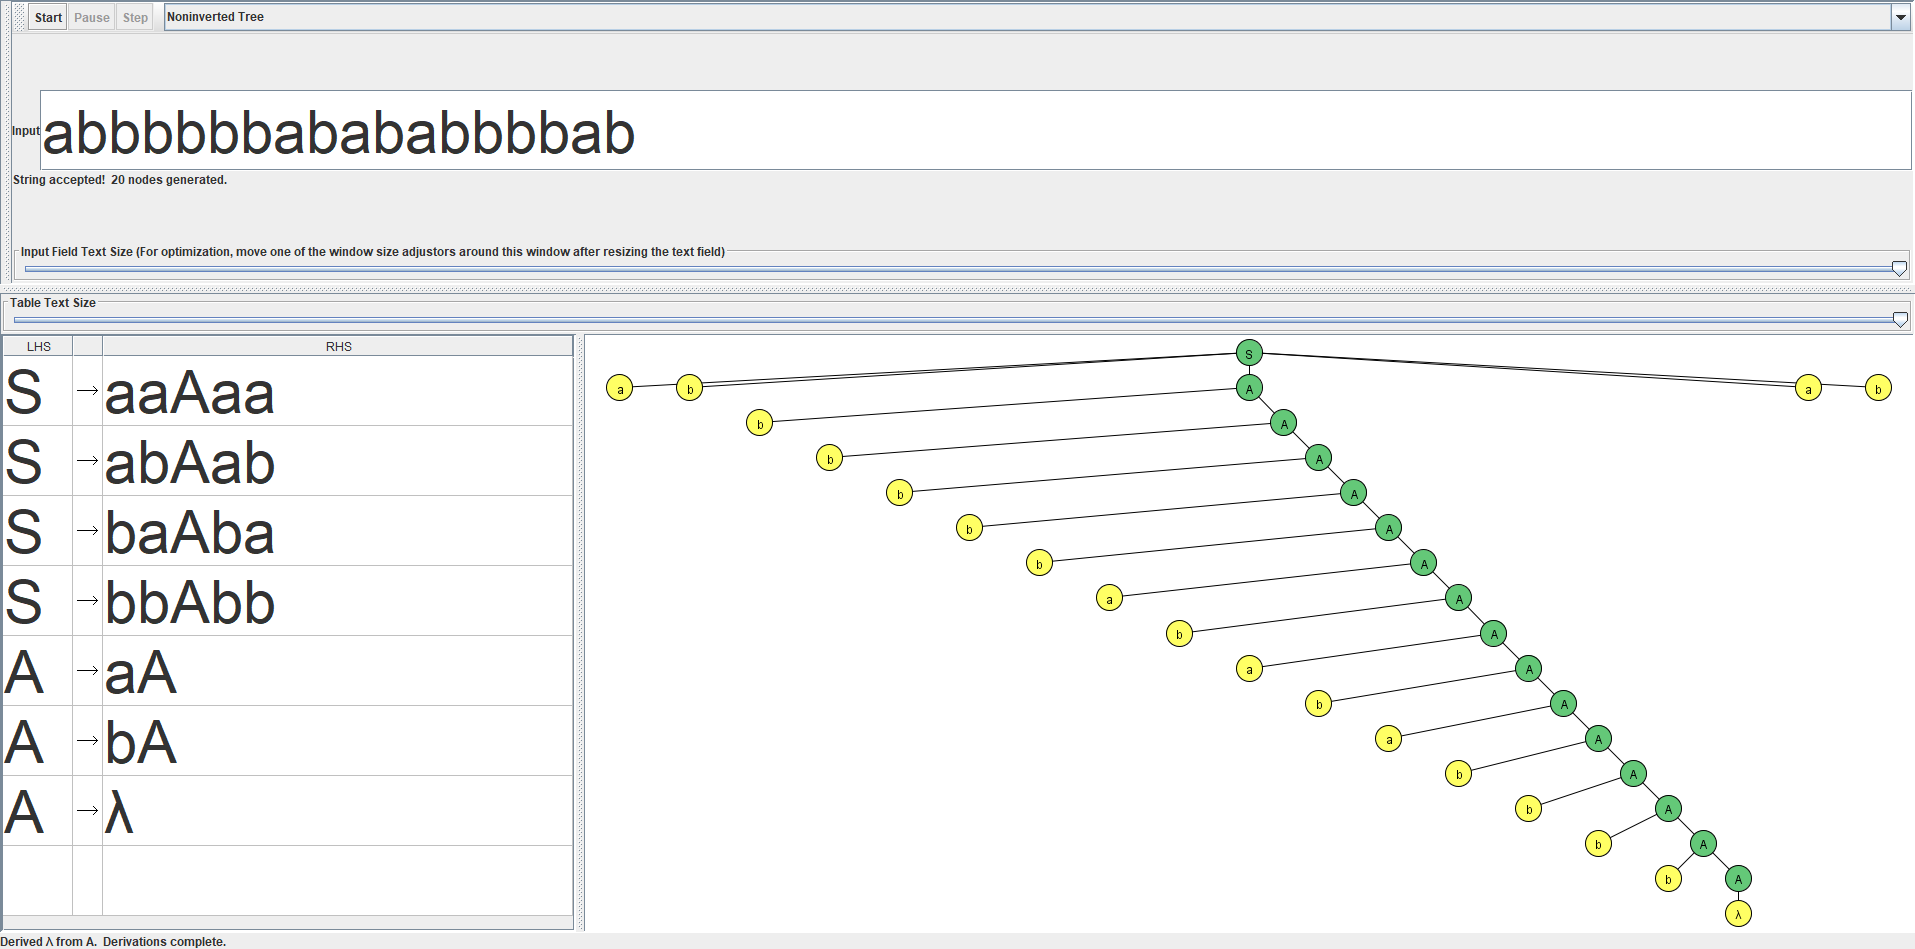 Start Pause Step Noninverted Tree
Input abbbbbbabababbbbab
String accepted! 20 nodes generated.
Input Field Text Size (For optimization, move one of the window size adjustors around this window after resizing the text field)
Table Text Size
LHS RHS
S → aaAaa
S → abAab
S → baAba
S → bbAbb
A → aA
A → bA
A → λ
S
a b A a b
b A
b A
b A
b A
b A
a A
b A
a A
b A
a A
b A
b A
b A
b A
λ
Derived λ from A. Derivations complete.